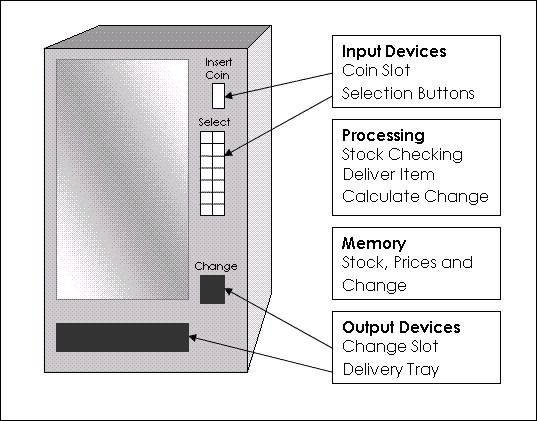 Insert
Coin
Select
Change
Input Devices
Coin Slot
Selection Buttons
Processing
Stock Checking
Deliver Item
Calculate Change
Memory
Stock, Prices and
Change
Output Devices
Change Slot
Delivery Tray